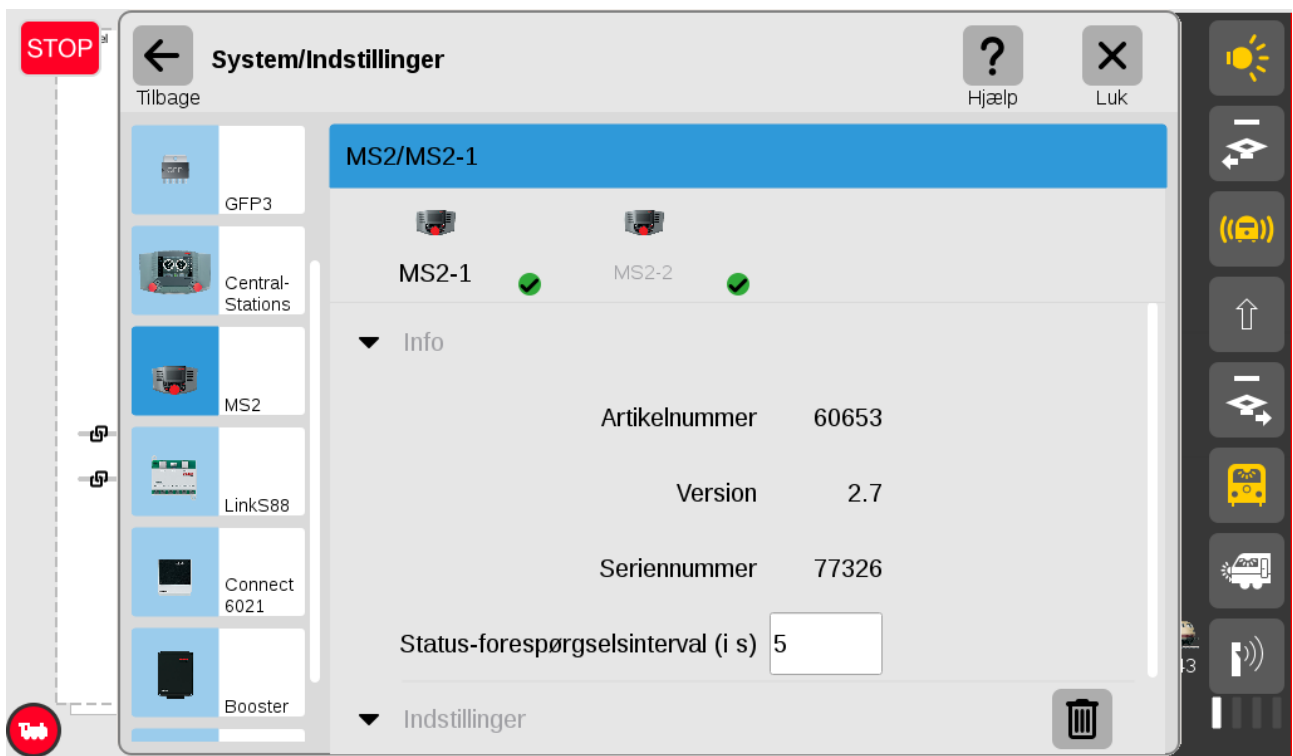 STOP
System/Indstillinger
Tilbage
Hjælp
Luk
GFP3
Central-
Stations
MS2
LinkS88
Connect
6021
Booster
MS2/MS2-1
MS2-1
MS2-2
Info
Artikelnummer 60653
Version 2.7
Seriennummer 77326
Status-forespørgselsinterval (i s) 5
Indstillinger